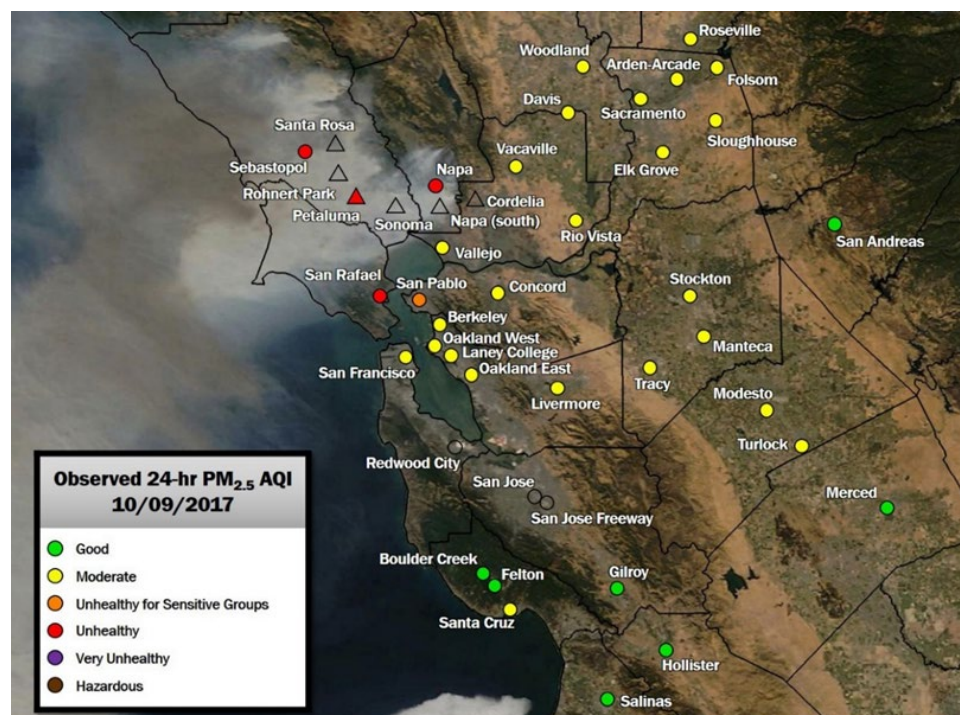 Roseville
Woodland
Arden-Arcade
Folsom
Davis
Sacramento
Santa Rosa
Sloughhouse
Vacaville
Sebastopol
Napa
Elk Grove
Rohnert Park
Cordelia
Petaluma
Sonoma
Napa (south)
Rio Vista
San Andreas
Vallejo
San Rafael
San Pablo
Concord
Stockton
Berkeley
Oakland West
Manteca
Laney College
San Francisco
Oakland East
Tracy
Livermore
Modesto
Turlock
Redwood City
San Jose
Merced
San Jose Freeway
Boulder Creek
Felton
Gilroy
Santa Cruz
Hollister
Salinas
Observed 24-hr PM2.5 AQI
10/09/2017
Good
Moderate
Unhealthy for Sensitive Groups
Unhealthy
Very Unhealthy
Hazardous